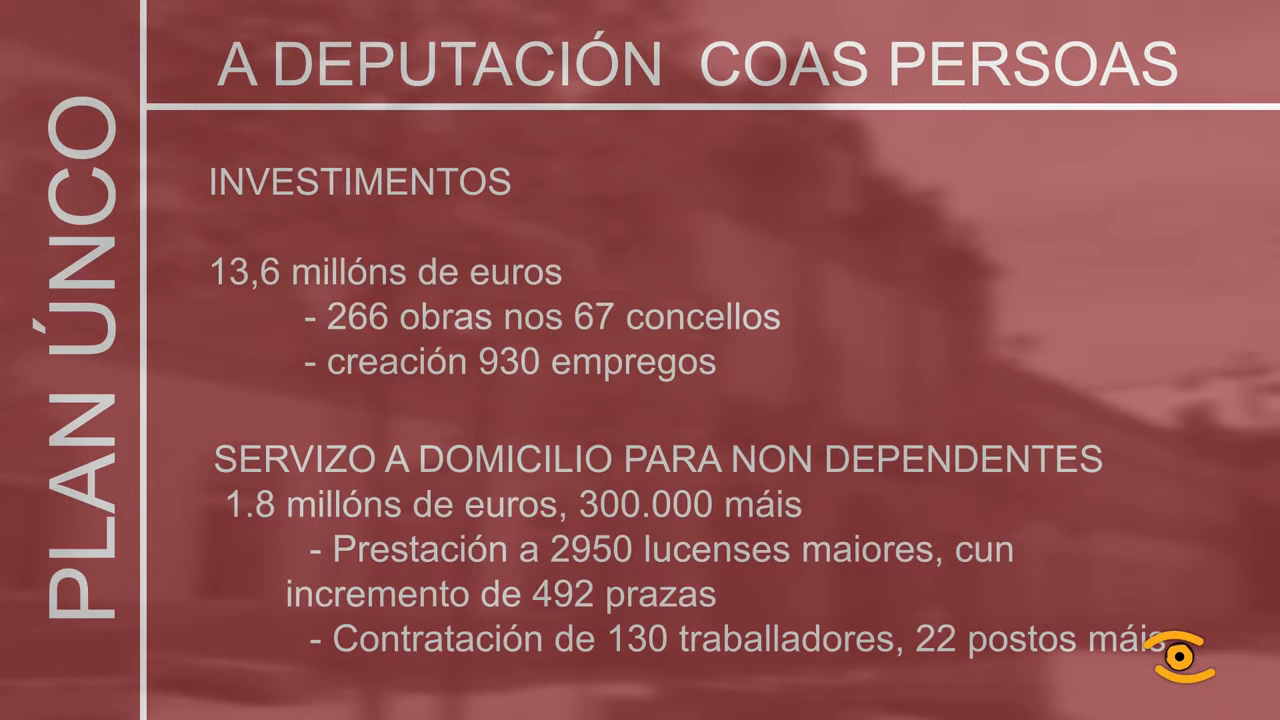 PLAN ÚNCO
A DEPUTACIÓN COAS PERSOAS
INVESTIMENTOS
13,6 millóns de euros
- 266 obras nos 67 concellos
- creación 930 empregos
SERVIZO A DOMICILIO PARA NON DEPENDENTES
1.8 millóns de euros, 300.000 máis
- Prestación a 2950 lucenses maiores, cun
incremento de 492 prazas
- Contratación de 130 traballadores, 22 postos máis